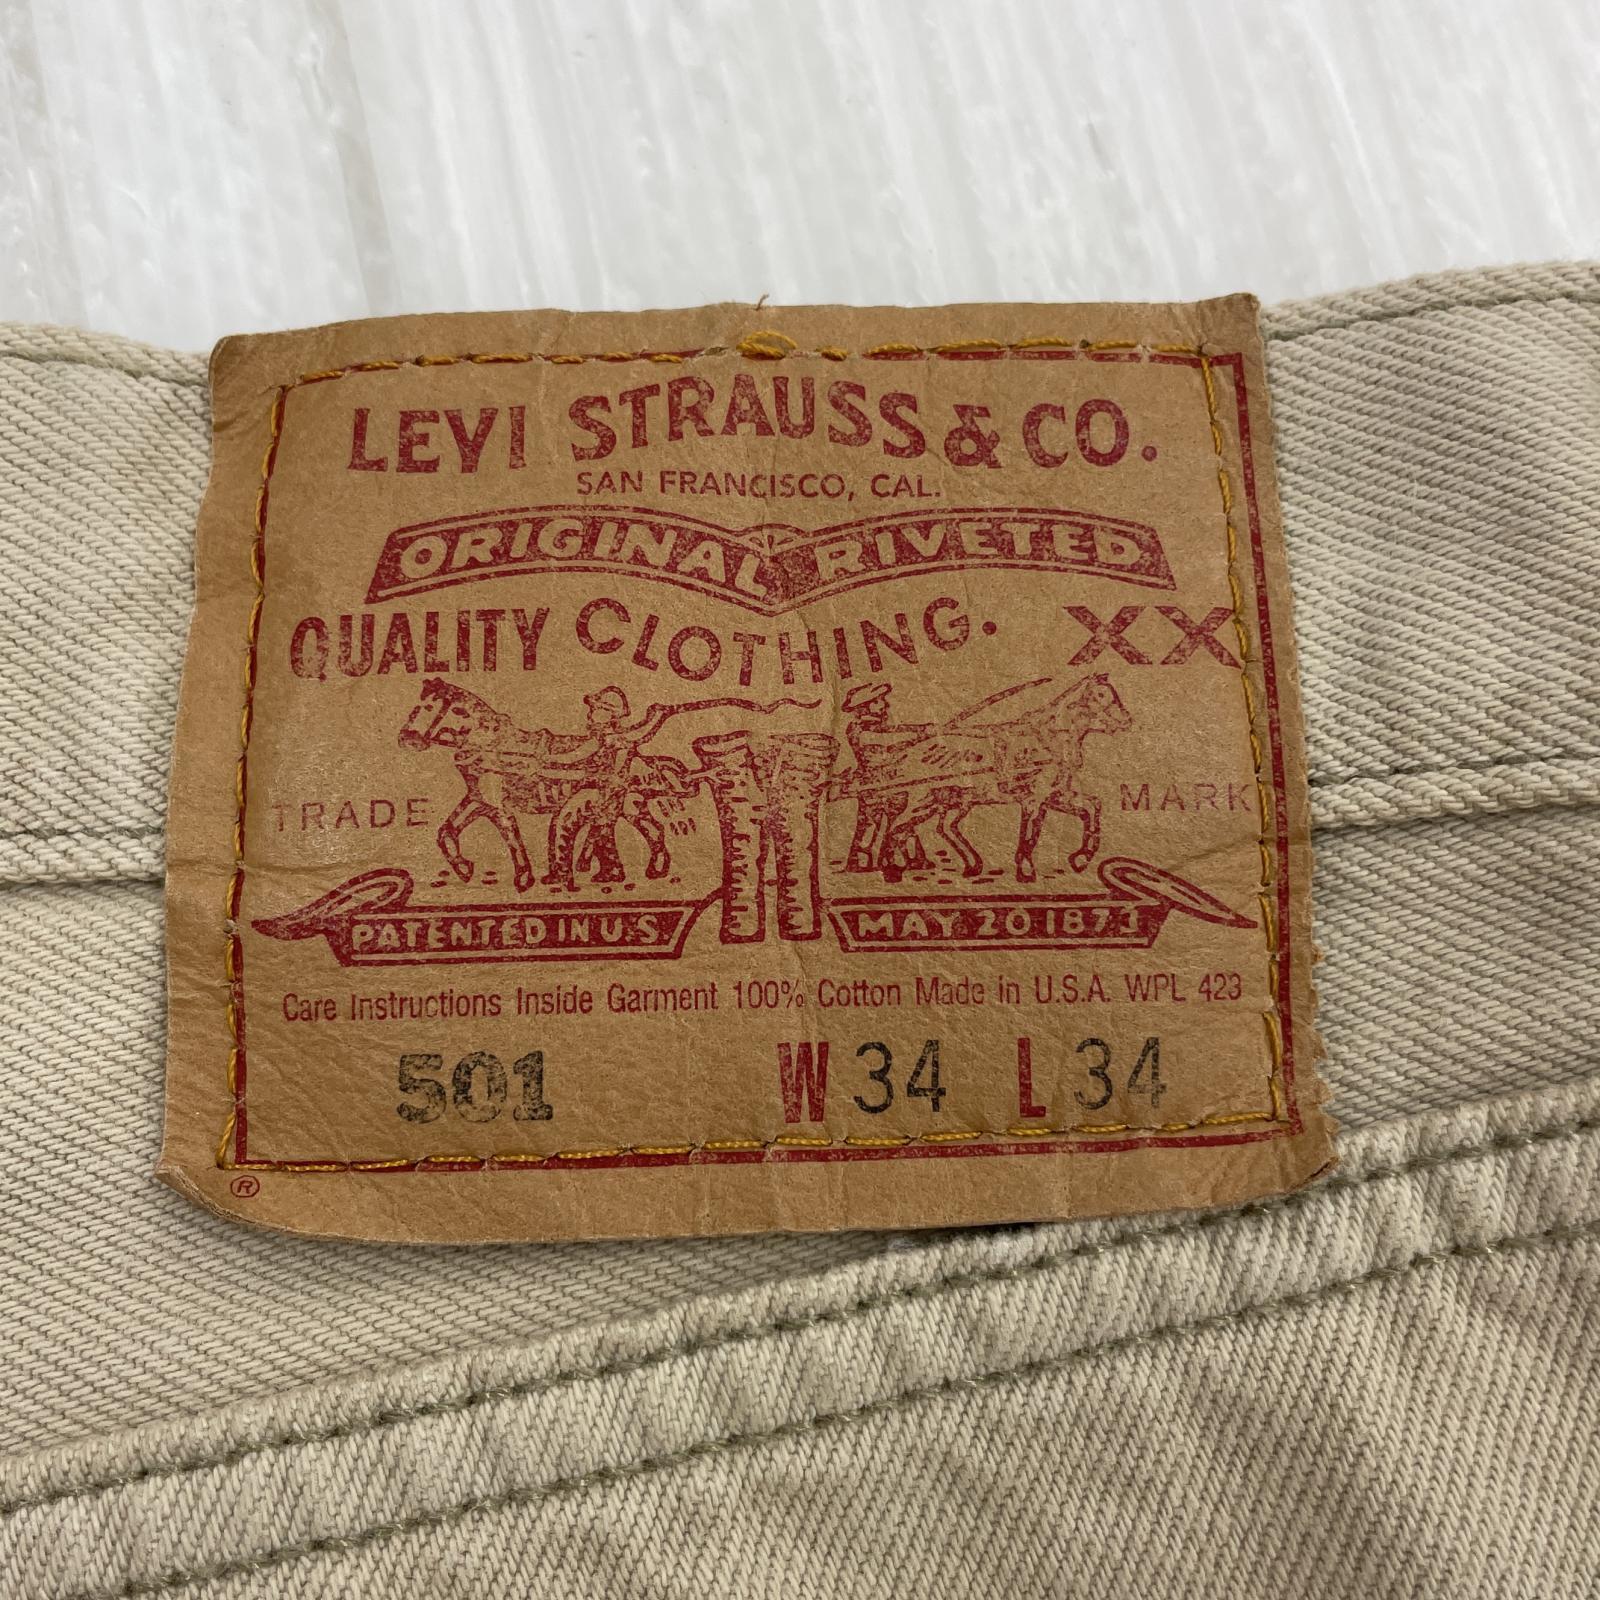 LEVI STRAUSS & CO.
SAN FRANCISCO, CAL.
ORIGINAL RIVETED
QUALITY CLOTHING. XX
TRADE MARK
PATENTED IN U.S. MAY 20 1873
Care Instructions Inside Garment 100% Cotton Made in U.S.A. WPL 423
501 W 34 L 34
®